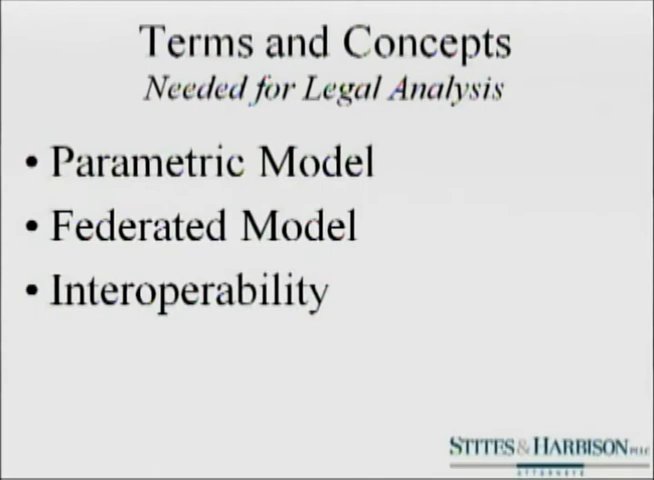 Terms and Concepts
Needed for Legal Analysis
• Parametric Model
• Federated Model
• Interoperability
STITES & HARBISON PLLC
ATTORNEYS